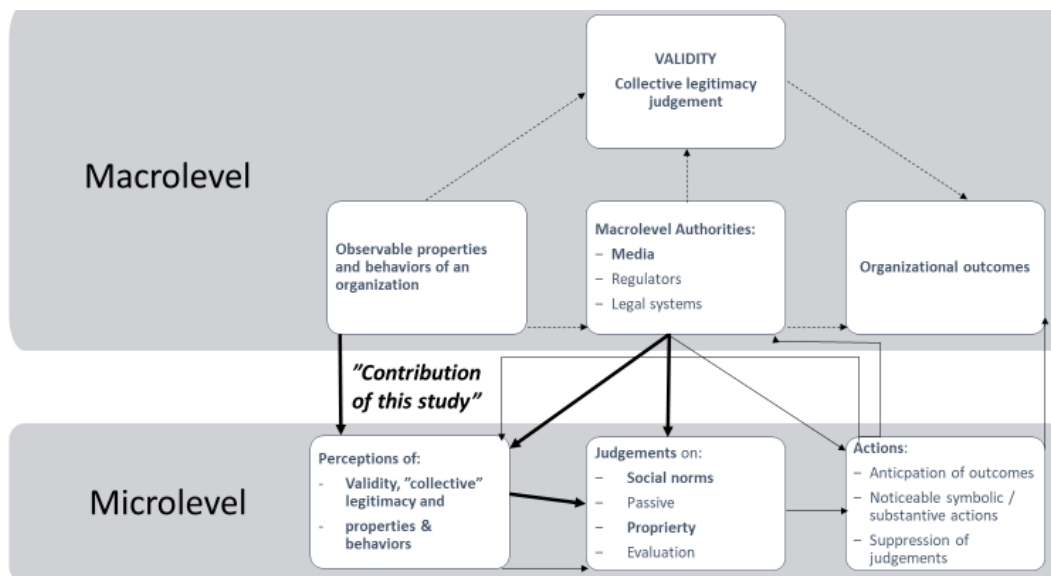 VALIDITY
Collective legitimacy
judgement
Macrolevel
Observable properties
and behaviors of an
organization
Macrolevel Authorities:
– Media
– Regulators
– Legal systems
Organizational outcomes
"Contribution
of this study"
Microlevel
Perceptions of:
- Validity, "collective"
legitimacy and
- properties &
behaviors
Judgements on:
– Social norms
– Passive
– Proprierty
– Evaluation
Actions:
– Anticpation of outcomes
– Noticeable symbolic /
substantive actions
– Suppression of
judgements